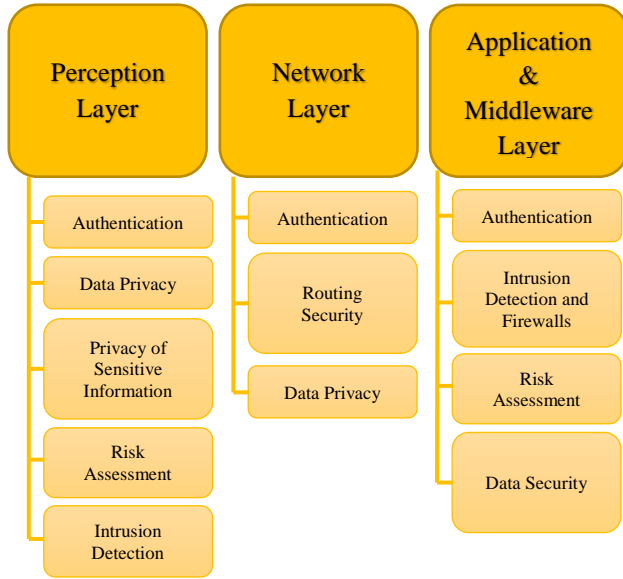 Perception
Layer
Authentication
Data Privacy
Privacy of
Sensitive
Information
Risk
Assessment
Intrusion
Detection
Network
Layer
Authentication
Routing
Security
Data Privacy
Application
&
Middleware
Layer
Authentication
Intrusion
Detection and
Firewalls
Risk
Assessment
Data Security